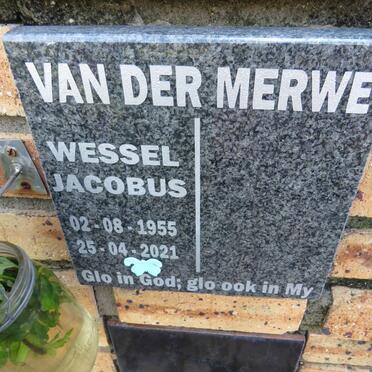 VAN DER MERWE
WESSEL
JACOBUS
02-08-1955
25-04-2021
Glo in God; glo ook in My